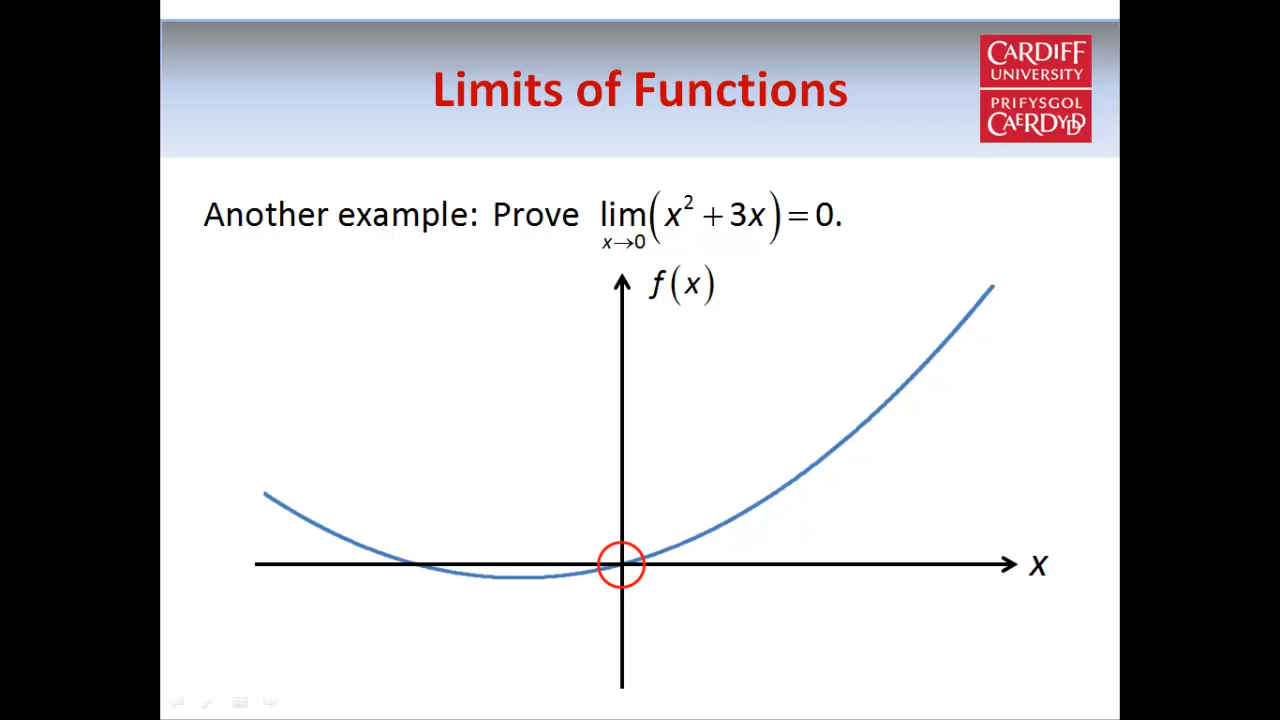 Limits of Functions
CARDIFF
UNIVERSITY
PRIFYSGOL
CAERDYDD
Another example: Prove lim x→0 (x² + 3x) = 0.
f(x)
x